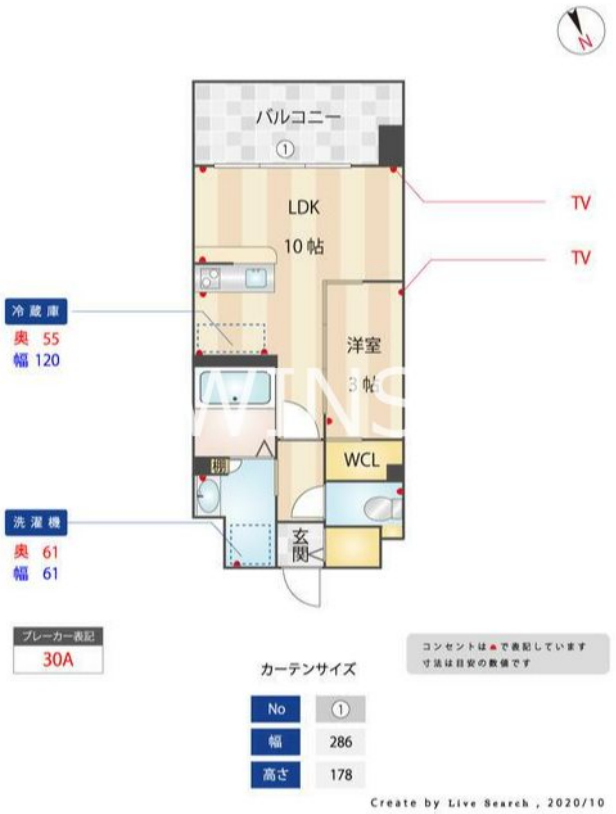 N
バルコニー
①
LDK
10 帖
TV
TV
冷蔵庫
奥 55
幅 120
洋室
3 帖
WINS
WCL
棚
洗濯機
奥 61
幅 61
玄関
ブレーカー表記
30A
コンセントは で表記しています
寸法は目安の数値です
カーテンサイズ
No ①
幅 286
高さ 178
Create by Live Search , 2020/10